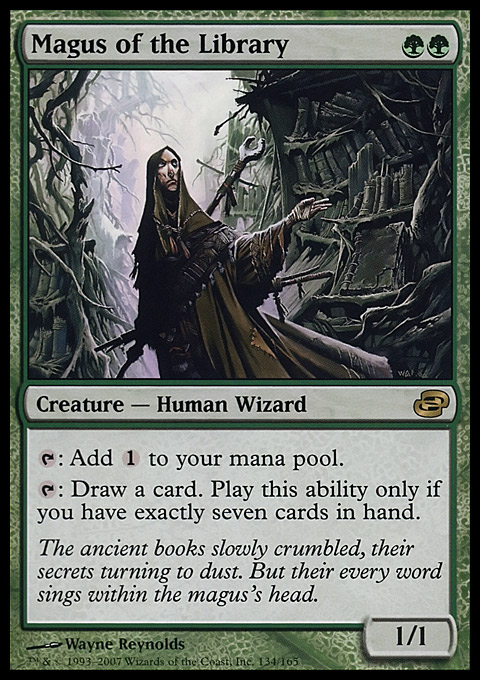 Magus of the Library
Creature — Human Wizard
: Add 1 to your mana pool.
: Draw a card. Play this ability only if
you have exactly seven cards in hand.
The ancient books slowly crumbled, their
secrets turning to dust. But their every word
sings within the magus's head.
Wayne Reynolds
1/1
™ & © 1993–2007 Wizards of the Coast, Inc. 134/165